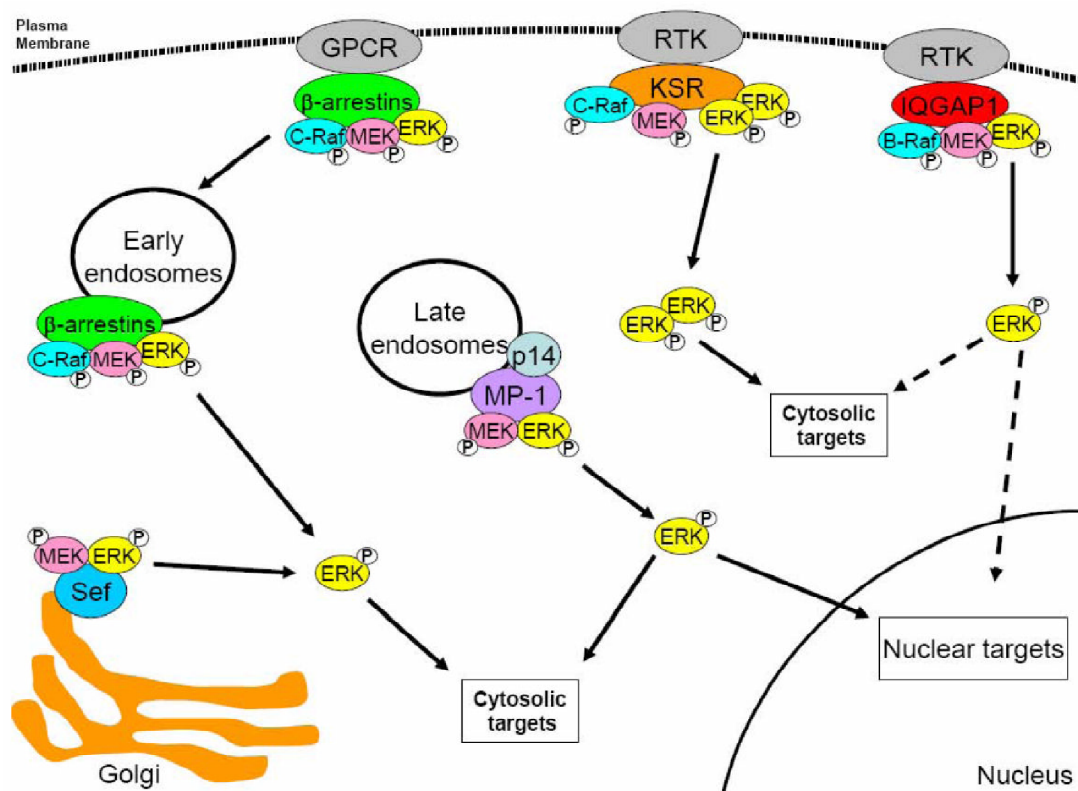 Plasma
Membrane
GPCR
β-arrestins
C-Raf
MEK
ERK
P
P
P
RTK
KSR
C-Raf
MEK
ERK
ERK
P
P
P
P
RTK
IQGAP1
B-Raf
MEK
ERK
P
P
P
Early
endosomes
β-arrestins
C-Raf
MEK
ERK
P
P
P
Late
endosomes
p14
MP-1
MEK
ERK
P
P
ERK
ERK
P
P
ERK
P
Cytosolic
targets
P
P
MEK
ERK
Sef
ERK
P
ERK
P
Cytosolic
targets
Nuclear targets
Golgi
Nucleus